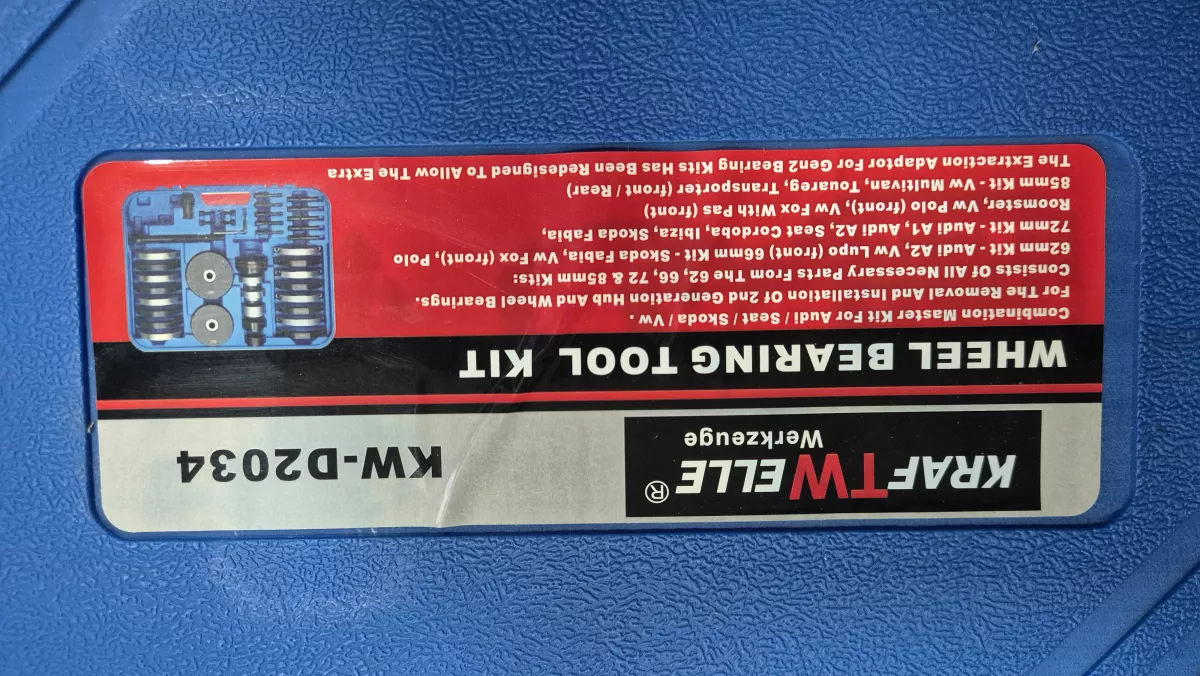 KRAFTWELLE®
Werkzeuge
KW-D2034
WHEEL BEARING TOOL KIT
Combination Master Kit For Audi / Seat / Skoda / Vw .
For The Removal And Installation Of 2nd Generation Hub And Wheel Bearings.
Consists Of All Necessary Parts From The 62, 66, 72 & 85mm Kits:
62mm Kit - Audi A2, Vw Lupo (front) 66mm Kit - Skoda Fabia, Vw Fox (front), Polo
72mm Kit - Audi A1, Audi A2, Seat Cordoba, Ibiza, Skoda Fabia,
Roomster, Vw Polo (front), Vw Fox With Pas (front)
85mm Kit - Vw Multivan, Touareg, Transporter (front / Rear)
The Extraction Adaptor For Gen2 Bearing Kits Has Been Redesigned To Allow The Extra